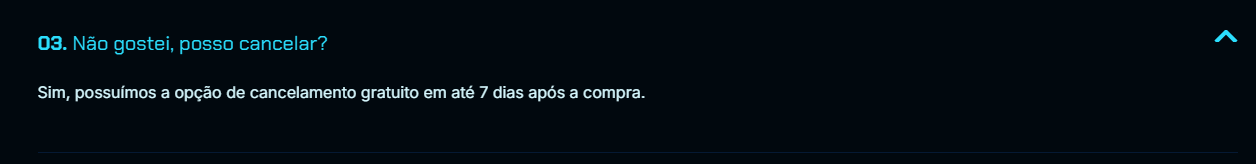 03. Não gostei, posso cancelar?
Sim, possuímos a opção de cancelamento gratuito em até 7 dias após a compra.